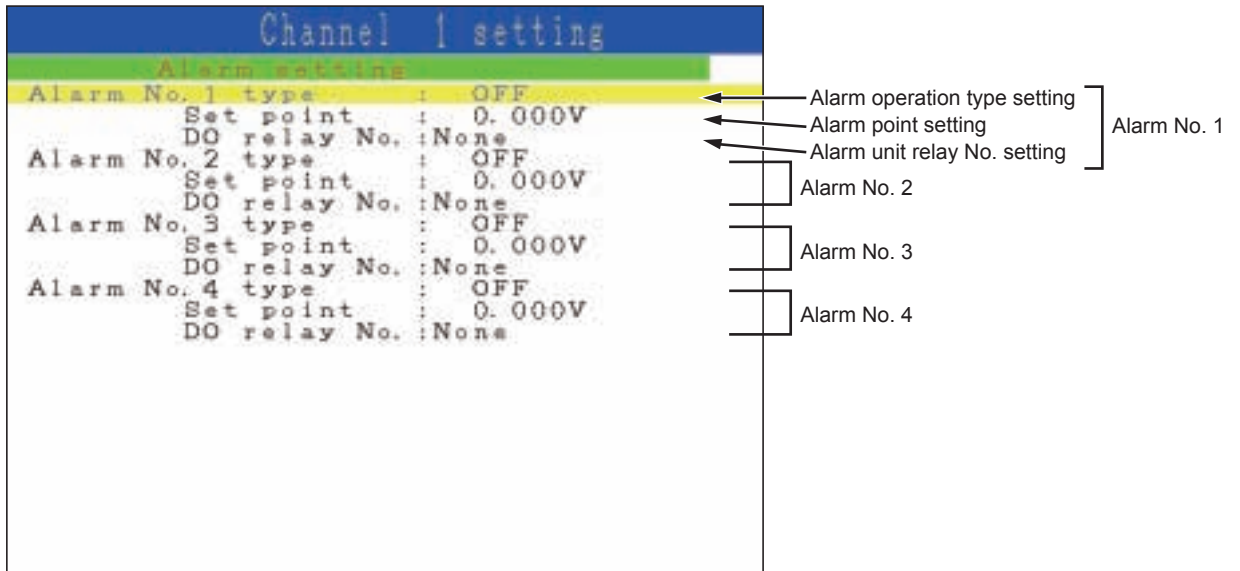 Channel 1 setting
Alarm setting
Alarm No. 1 type : OFF
Set point : 0. 000V
DO relay No. :None
Alarm No. 2 type : OFF
Set point : 0. 000V
DO relay No. :None
Alarm No. 3 type : OFF
Set point : 0. 000V
DO relay No. :None
Alarm No. 4 type : OFF
Set point : 0. 000V
DO relay No. :None
Alarm operation type setting
Alarm point setting
Alarm unit relay No. setting
Alarm No. 1
Alarm No. 2
Alarm No. 3
Alarm No. 4